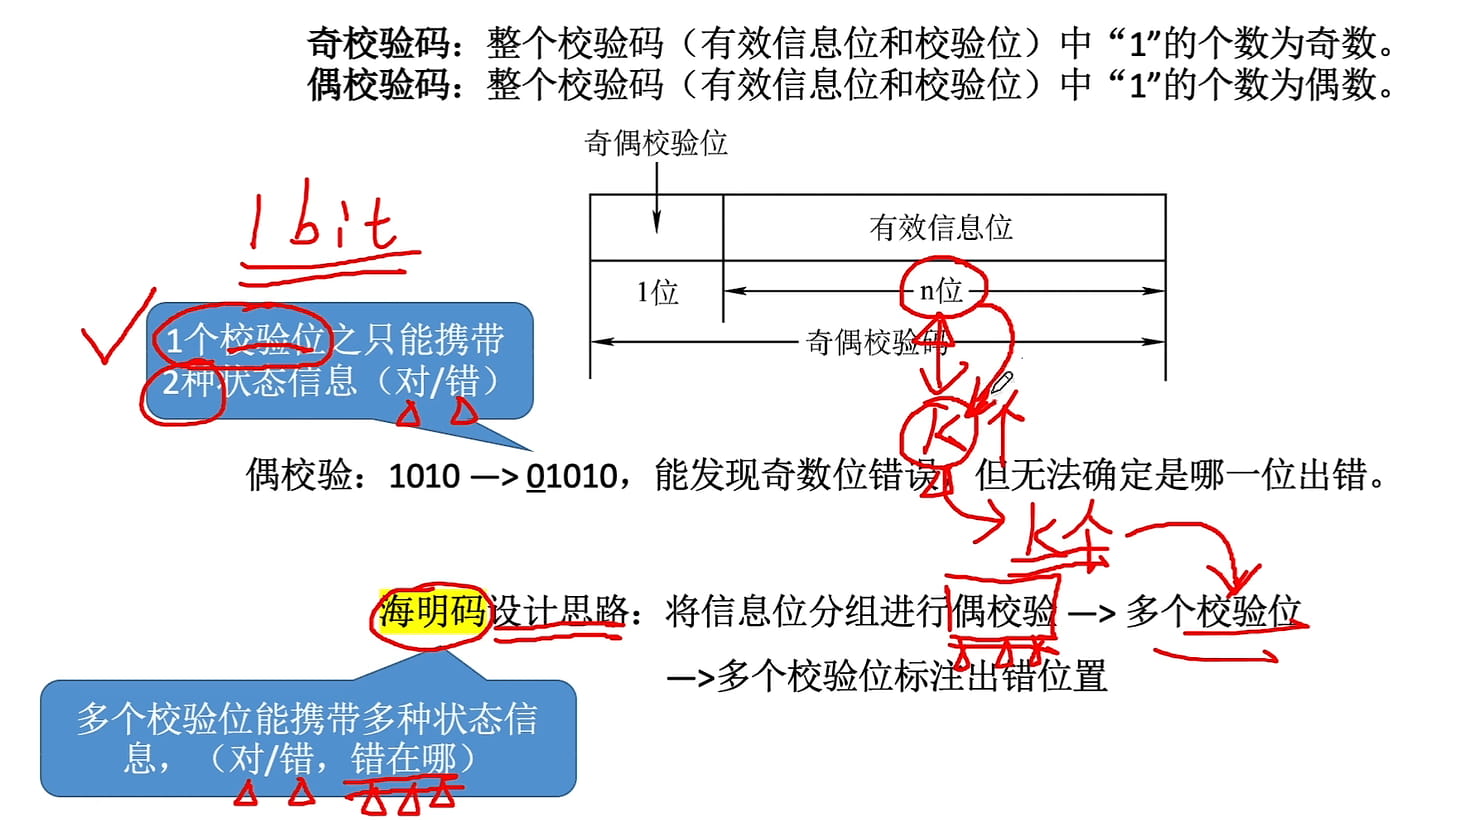 奇校验码：整个校验码（有效信息位和校验位）中“1”的个数为奇数。
偶校验码：整个校验码（有效信息位和校验位）中“1”的个数为偶数。
奇偶校验位
有效信息位
1位
n位
奇偶校验码
1 bit
1个校验位之只能携带
2种状态信息（对/错）
K个
偶校验：1010 —> 01010，能发现奇数位错误，但无法确定是哪一位出错。
K个
海明码设计思路：将信息位分组进行偶校验 —> 多个校验位
—>多个校验位标注出错位置
多个校验位能携带多种状态信
息，（对/错，错在哪）